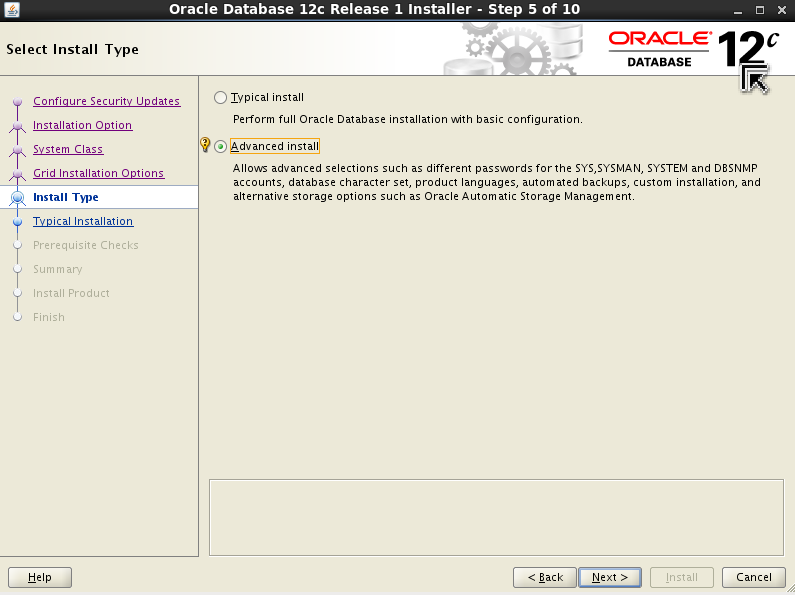 Oracle Database 12c Release 1 Installer - Step 5 of 10
Select Install Type
ORACLE
DATABASE
12c
Configure Security Updates
Installation Option
System Class
Grid Installation Options
Install Type
Typical Installation
Prerequisite Checks
Summary
Install Product
Finish
Typical install
Perform full Oracle Database installation with basic configuration.
Advanced install
Allows advanced selections such as different passwords for the SYS,SYSMAN, SYSTEM and DBSNMP
accounts, database character set, product languages, automated backups, custom installation, and
alternative storage options such as Oracle Automatic Storage Management.
Help
< Back
Next >
Install
Cancel